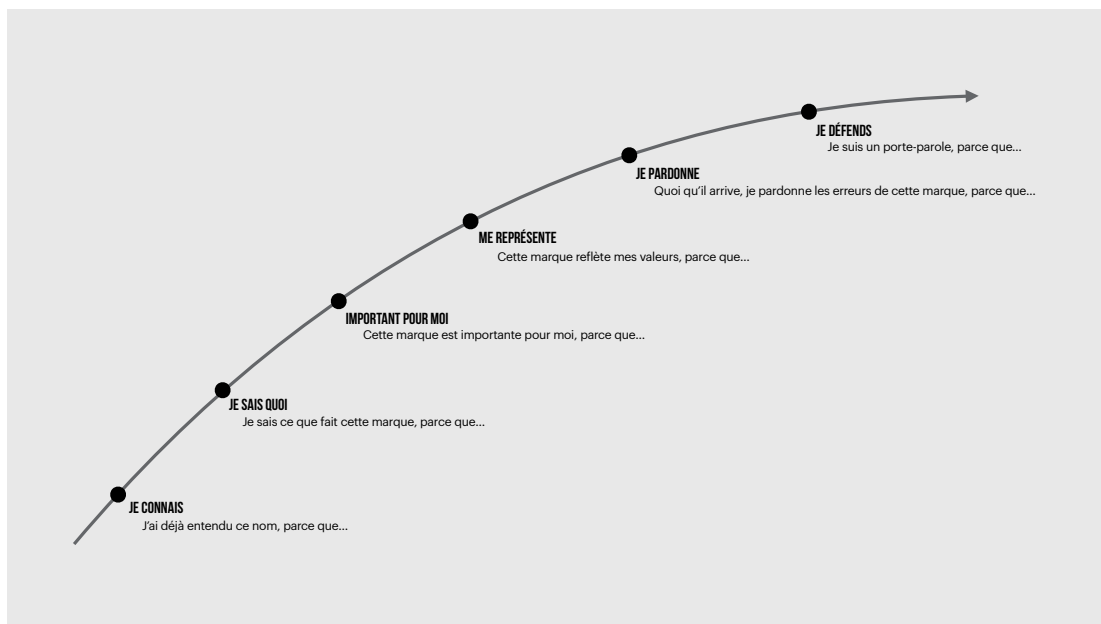 JE DÉFENDS
Je suis un porte-parole, parce que...
JE PARDONNE
Quoi qu'il arrive, je pardonne les erreurs de cette marque, parce que...
ME REPRÉSENTE
Cette marque reflète mes valeurs, parce que...
IMPORTANT POUR MOI
Cette marque est importante pour moi, parce que...
JE SAIS QUOI
Je sais ce que fait cette marque, parce que...
JE CONNAIS
J'ai déjà entendu ce nom, parce que...